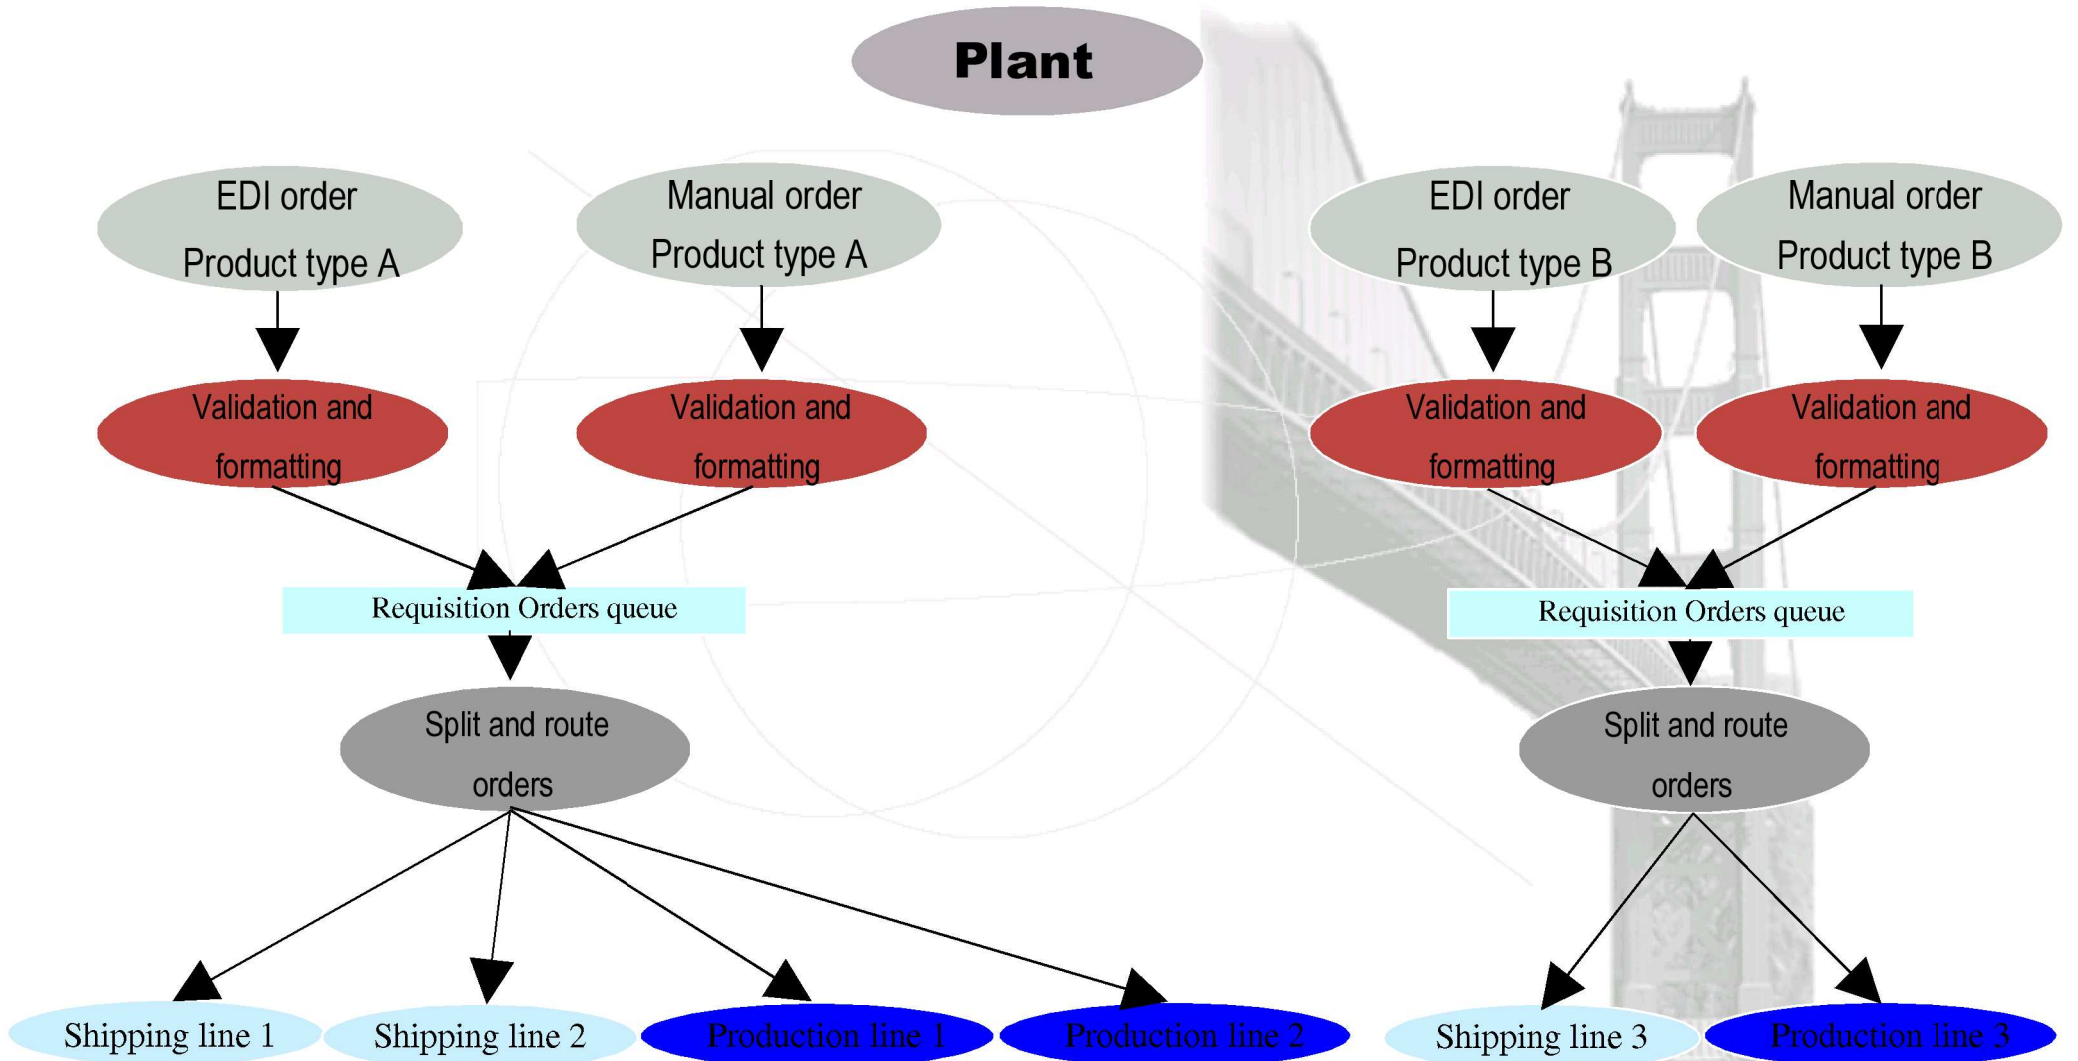 Plant
EDI order
Product type A
Manual order
Product type A
EDI order
Product type B
Manual order
Product type B
Validation and
formatting
Validation and
formatting
Validation and
formatting
Validation and
formatting
Requisition Orders queue
Requisition Orders queue
Split and route
orders
Split and route
orders
Shipping line 1
Shipping line 2
Production line 1
Production line 2
Shipping line 3
Production line 3